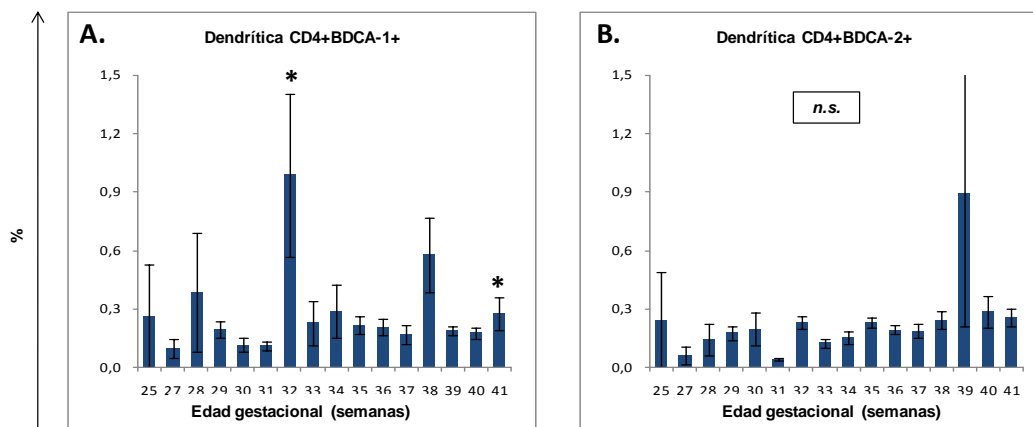 A.
Dendrítica CD4+BDCA-1+
1,5
1,2
0,9
0,6
0,3
0,0
*
*
25 27 28 29 30 31 32 33 34 35 36 37 38 39 40 41
Edad gestacional (semanas)
%
B.
Dendrítica CD4+BDCA-2+
1,5
1,2
0,9
0,6
0,3
0,0
n.s.
25 27 28 29 30 31 32 33 34 35 36 37 38 39 40 41
Edad gestacional (semanas)